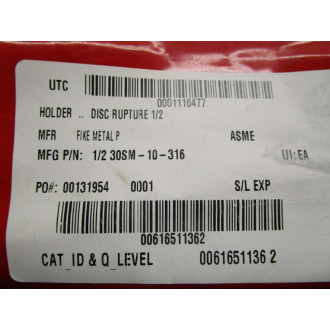 UTC
0001116477
HOLDER .. DISC RUPTURE 1/2
MFR FIKE METAL P ASME
MFG P/N: 1/2 30SM-10-316 UI:EA
PO#: 00131954 0001 S/L EXP
00616511362
CAT_ID & Q_LEVEL 0061651136 2